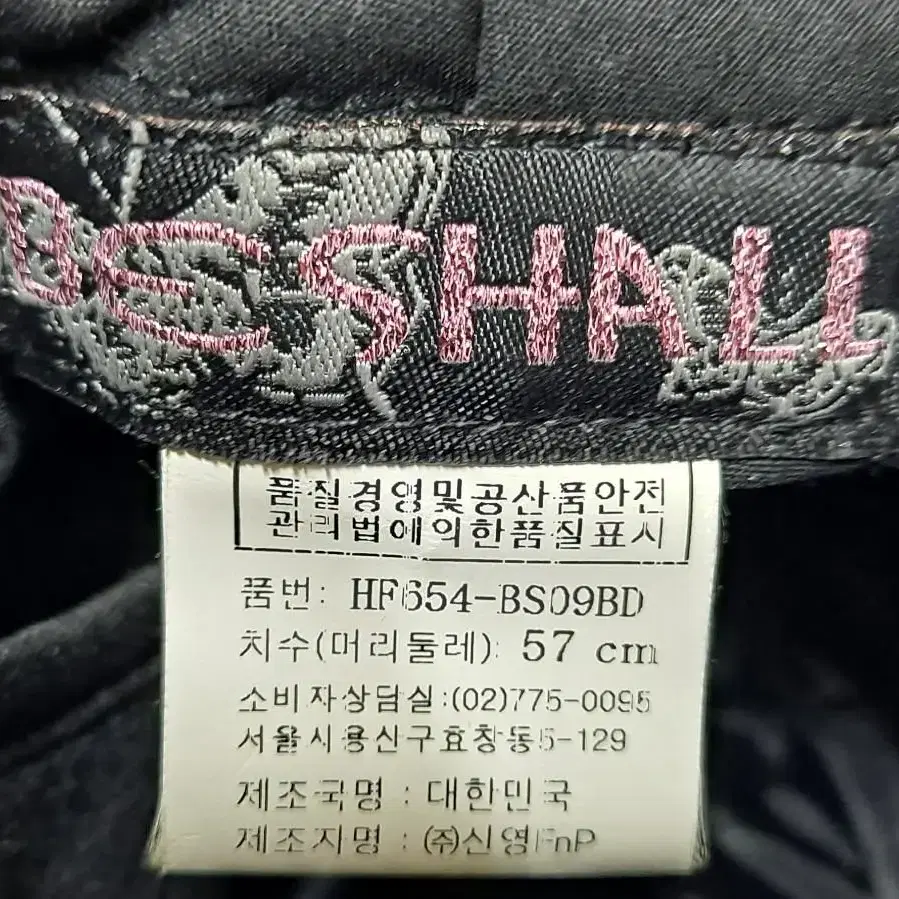 BE SHALL
품질경영및공산품안전
관리법에의한품질표시
품번: HF654-BS09BD
치수(머리둘레): 57 cm
소비자상담실:(02)775-0095
서울시용산구효창동5-129
제조국명 : 대한민국
제조자명 : ㈜신영FnP